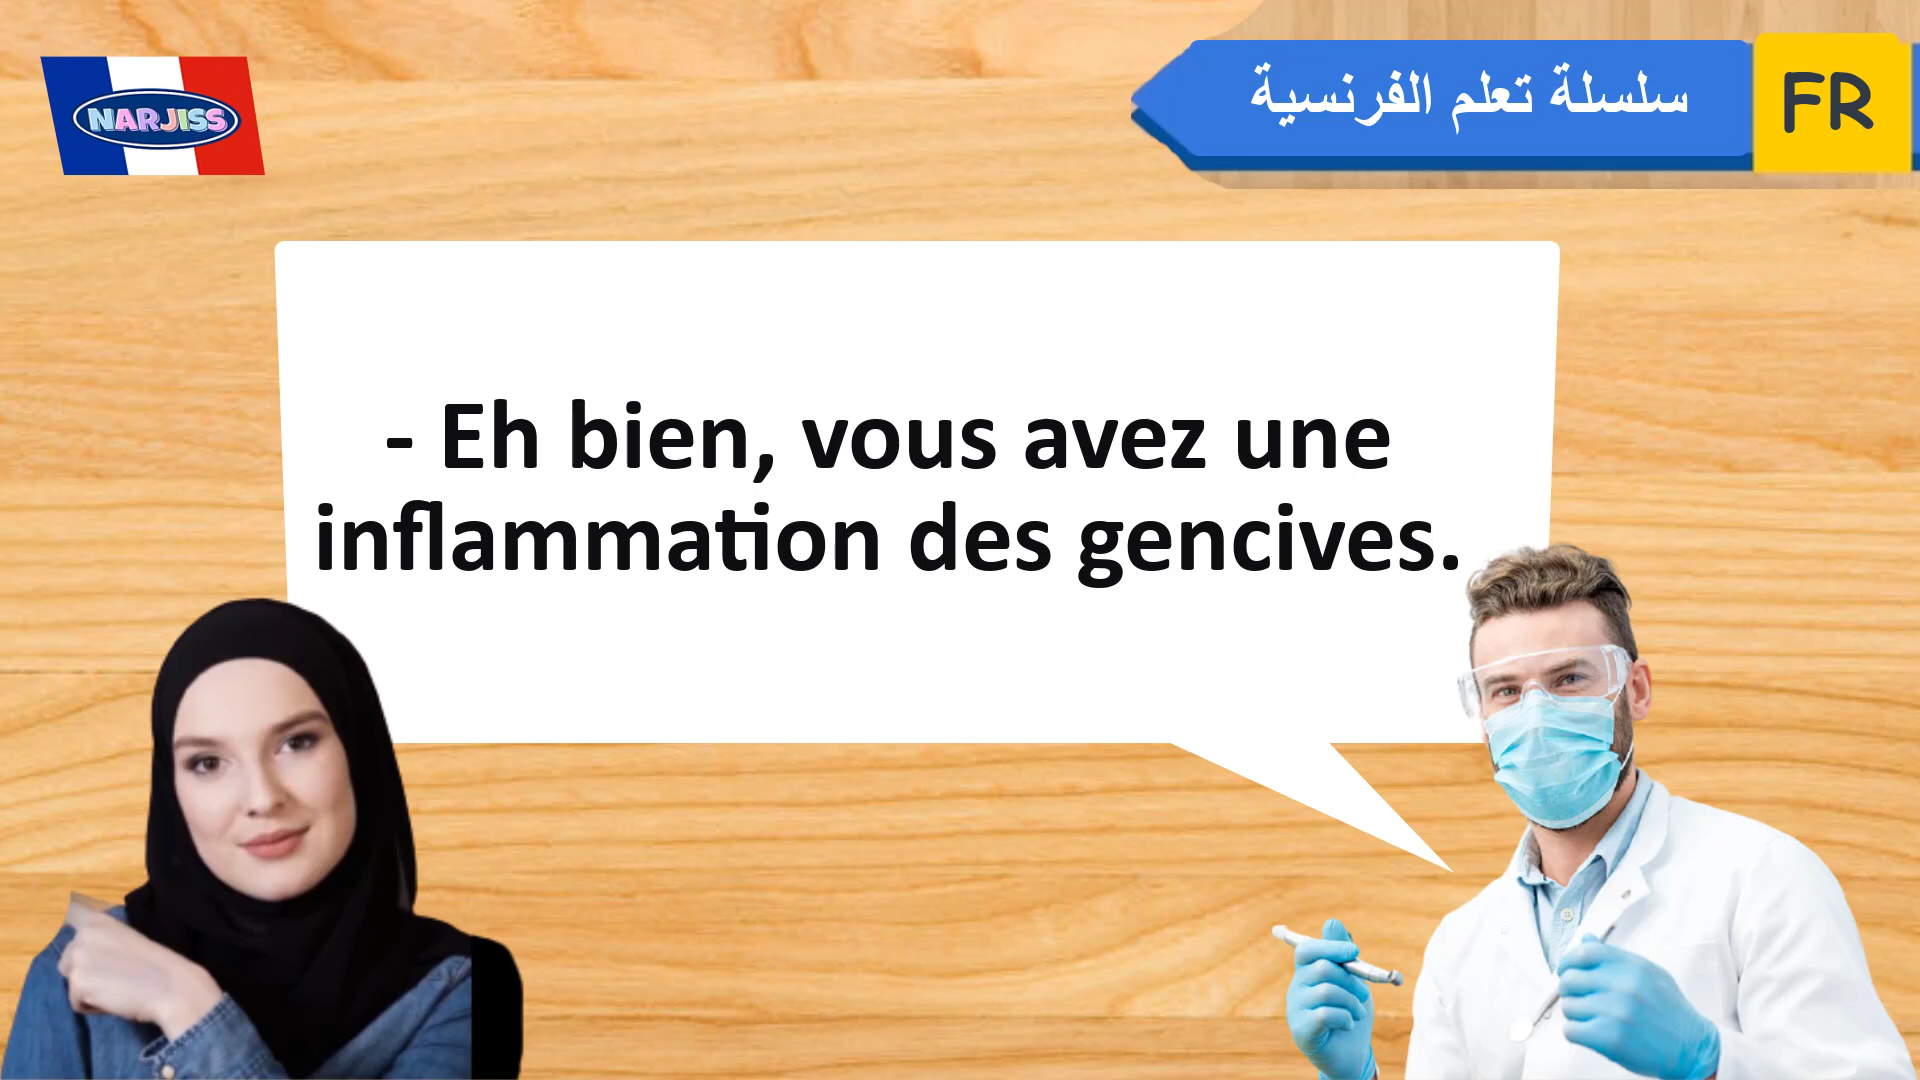 NARJISS
سلسلة تعلم الفرنسية
FR
- Eh bien, vous avez une
inflammation des gencives.